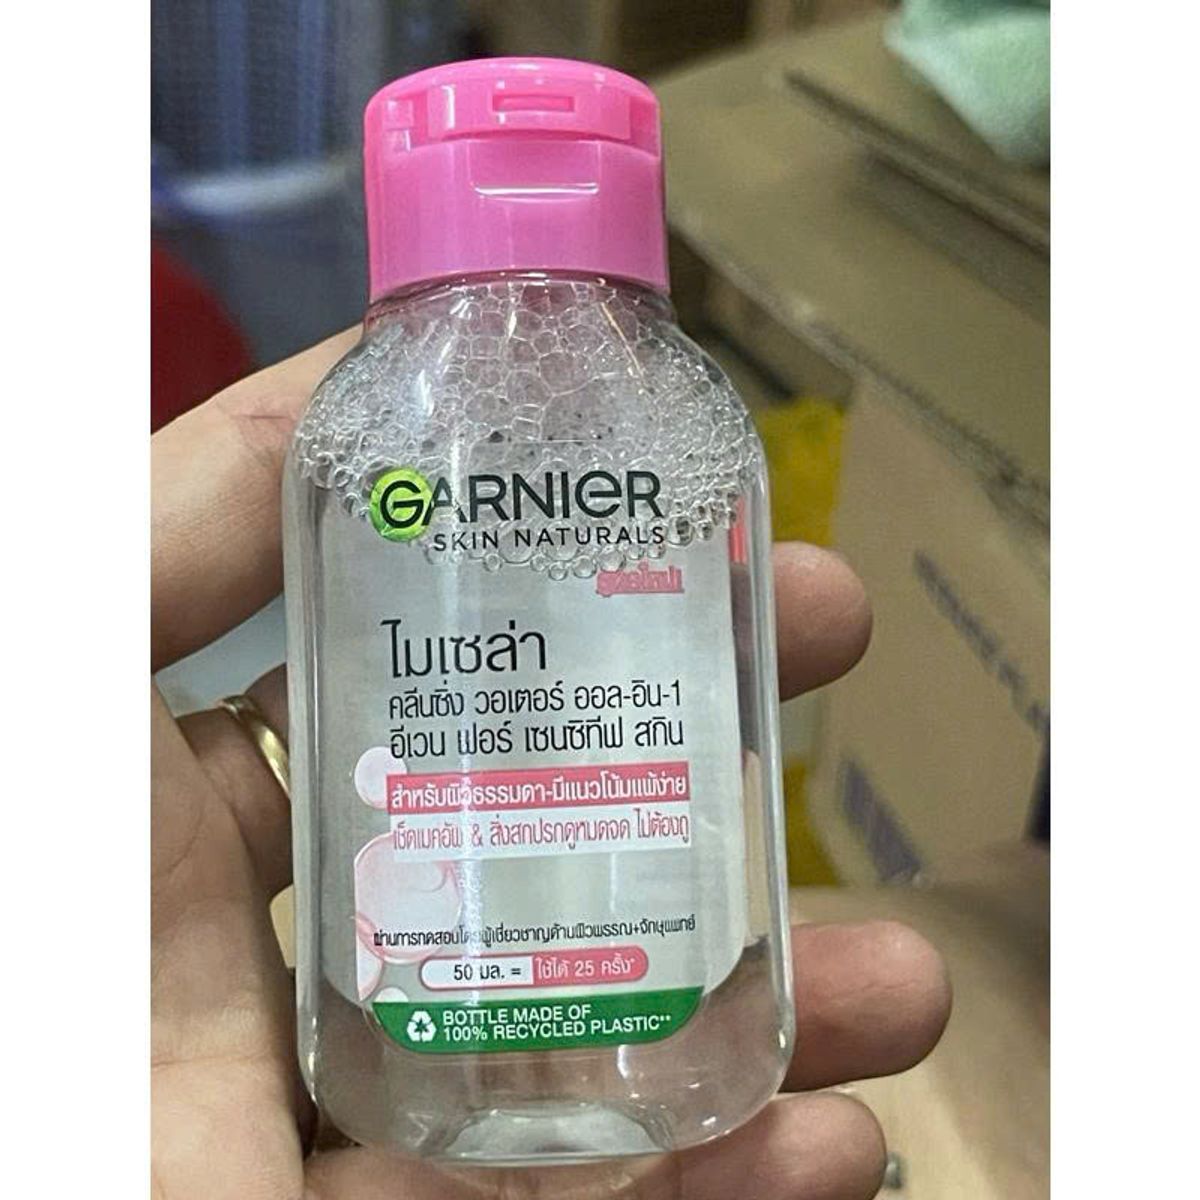 GARNIER
SKIN NATURALS
สูตรใหม่!
ไมเซล่า
คลีนซิ่ง วอเตอร์ ออล-อิน-1
อีเวน ฟอร์ เซนซิทีฟ สกิน
สำหรับผิวธรรมดา-มีแนวโน้มแพ้ง่าย
เช็ดเมคอัพ & สิ่งสกปรกดูหมดจด ไม่ต้องถู
ผ่านการทดสอบโดยผู้เชี่ยวชาญด้านผิวพรรณ+จักษุแพทย์
50 มล. = ใช้ได้ 25 ครั้ง*
BOTTLE MADE OF
100% RECYCLED PLASTIC**